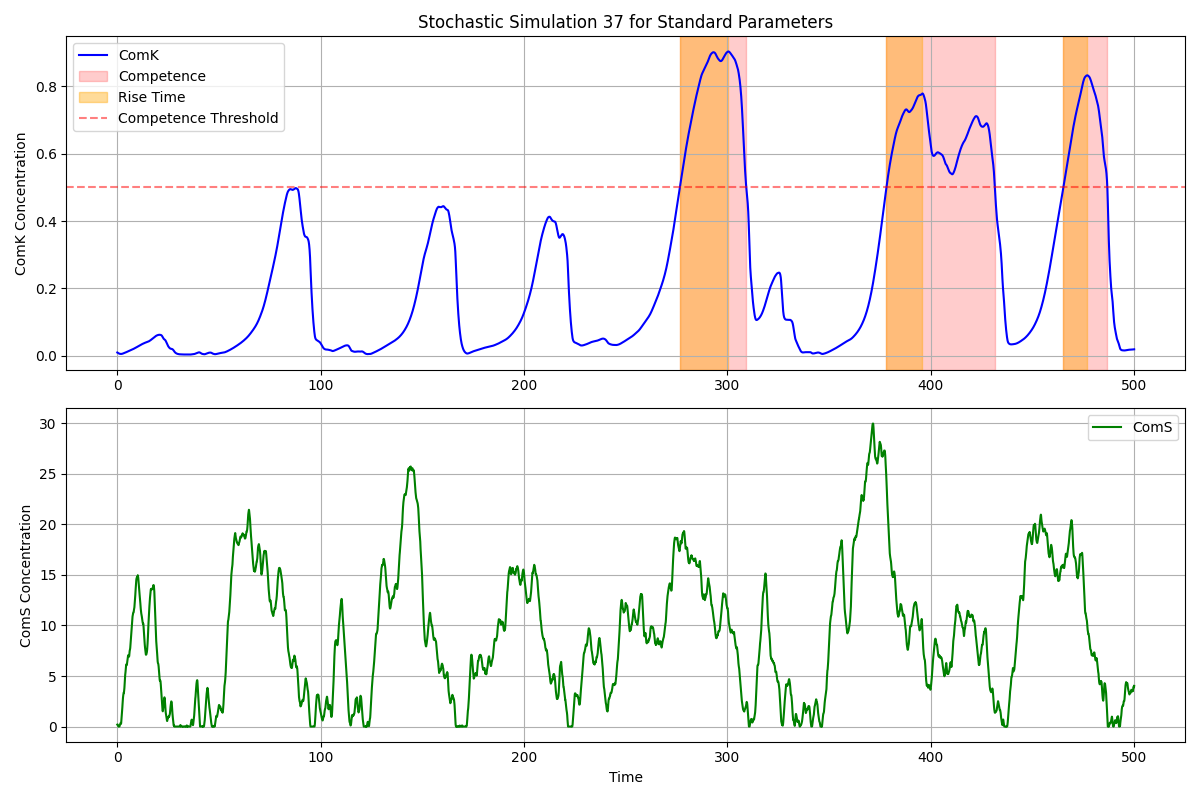 Stochastic Simulation 37 for Standard Parameters
ComK Concentration
0.8
0.6
0.4
0.2
0.0
ComK
Competence
Rise Time
Competence Threshold
0 100 200 300 400 500
ComS Concentration
30
25
20
15
10
5
0
ComS
0 100 200 300 400 500
Time